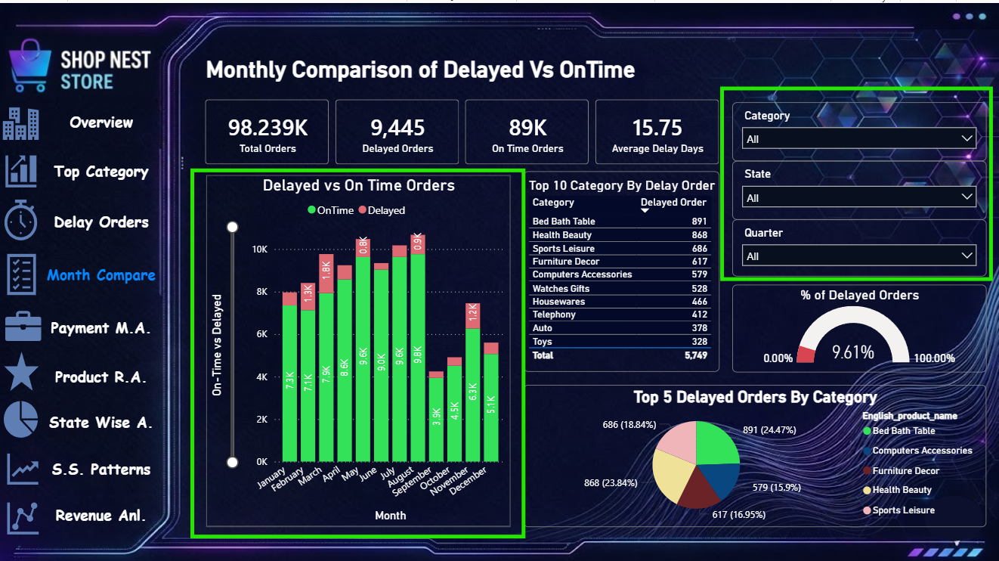 SHOP NEST
STORE
Overview
Top Category
Delay Orders
Month Compare
Payment M.A.
Product R.A.
State Wise A.
S.S. Patterns
Revenue Anl.
Monthly Comparison of Delayed Vs OnTime
98.239K
Total Orders
9,445
Delayed Orders
89K
On Time Orders
15.75
Average Delay Days
Category
All
State
All
Quarter
All
Delayed vs On Time Orders
OnTime Delayed
On-Time vs Delayed
10K
8K
6K
4K
2K
0K
7.3K
7.1K
1.3K
7.9K
1.8K
8.6K
9.6K
0.8K
9.0K
9.6K
9.8K
0.9K
3.9K
4.5K
6.3K
1.2K
5.1K
January
February
March
April
May
June
July
August
September
October
November
December
Month
Top 10 Category By Delay Order
Category Delayed Order
Bed Bath Table 891
Health Beauty 868
Sports Leisure 686
Furniture Decor 617
Computers Accessories 579
Watches Gifts 528
Housewares 466
Telephony 412
Auto 378
Toys 328
Total 5,749
% of Delayed Orders
0.00% 9.61% 100.00%
Top 5 Delayed Orders By Category
686 (18.84%)
891 (24.47%)
868 (23.84%)
579 (15.9%)
617 (16.95%)
English_product_name
Bed Bath Table
Computers Accessories
Furniture Decor
Health Beauty
Sports Leisure